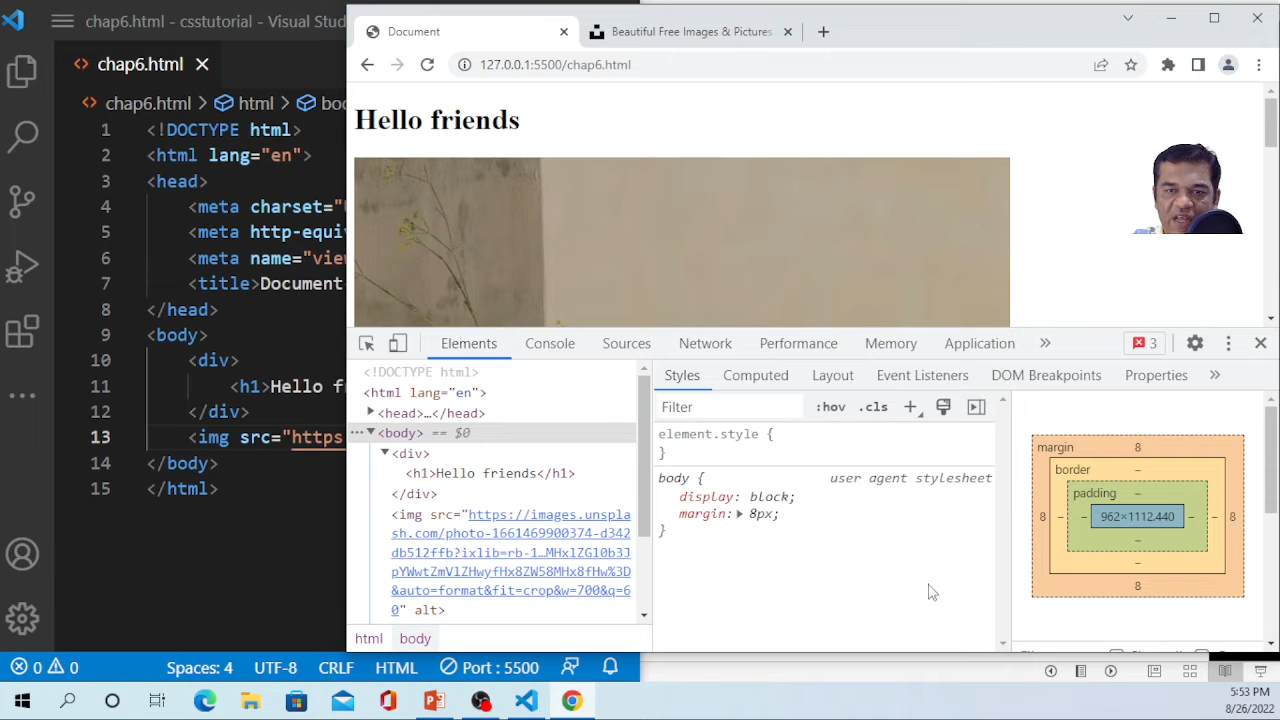 chap6.html - csstutorial - Visual Stud
chap6.html
chap6.html > html > bo
1 <!DOCTYPE html>
2 <html lang="en">
3 <head>
4 <meta charset="
5 <meta http-equiv
6 <meta name="view
7 <title>Document
8 </head>
9 <body>
10 <div>
11 <h1>Hello f
12 </div>
13 <img src="https
14 </body>
15 </html>
Document
Beautiful Free Images & Pictures
127.0.0.1:5500/chap6.html
Hello friends
Elements Console Sources Network Performance Memory Application » 3
<!DOCTYPE html>
<html lang="en">
<head>…</head>
<body> == $0
<div>
<h1>Hello friends</h1>
</div>
<img src="https://images.unspla
sh.com/photo-1661469900374-d342
db512ffb?ixlib=rb-1…MHxlZGl0b3J
pYWwtZmVlZHwyfHx8ZW58MHx8fHw%3D
&auto=format&fit=crop&w=700&q=6
0" alt>
html body
Styles Computed Layout Event Listeners DOM Breakpoints Properties »
Filter :hov .cls +
element.style {
}
body { user agent stylesheet
display: block;
margin: 8px;
}
margin 8
border –
padding –
8 – – 962×1112.440 – – 8
–
–
8
0 0 Spaces: 4 UTF-8 CRLF HTML Port : 5500
5:53 PM
8/26/2022